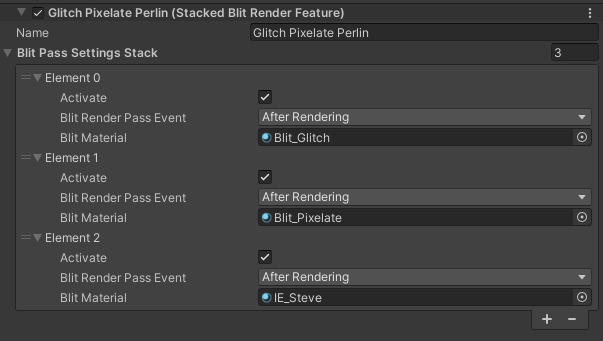 Glitch Pixelate Perlin (Stacked Blit Render Feature)
Name Glitch Pixelate Perlin
Blit Pass Settings Stack 3
Element 0
Activate
Blit Render Pass Event After Rendering
Blit Material Blit_Glitch
Element 1
Activate
Blit Render Pass Event After Rendering
Blit Material Blit_Pixelate
Element 2
Activate
Blit Render Pass Event After Rendering
Blit Material IE_Steve